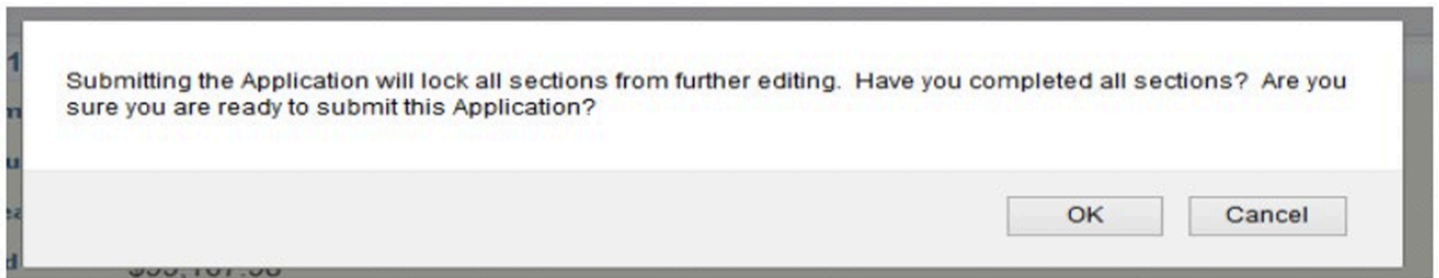 Submitting the Application will lock all sections from further editing.  Have you completed all sections?  Are you
sure you are ready to submit this Application?
OK
Cancel